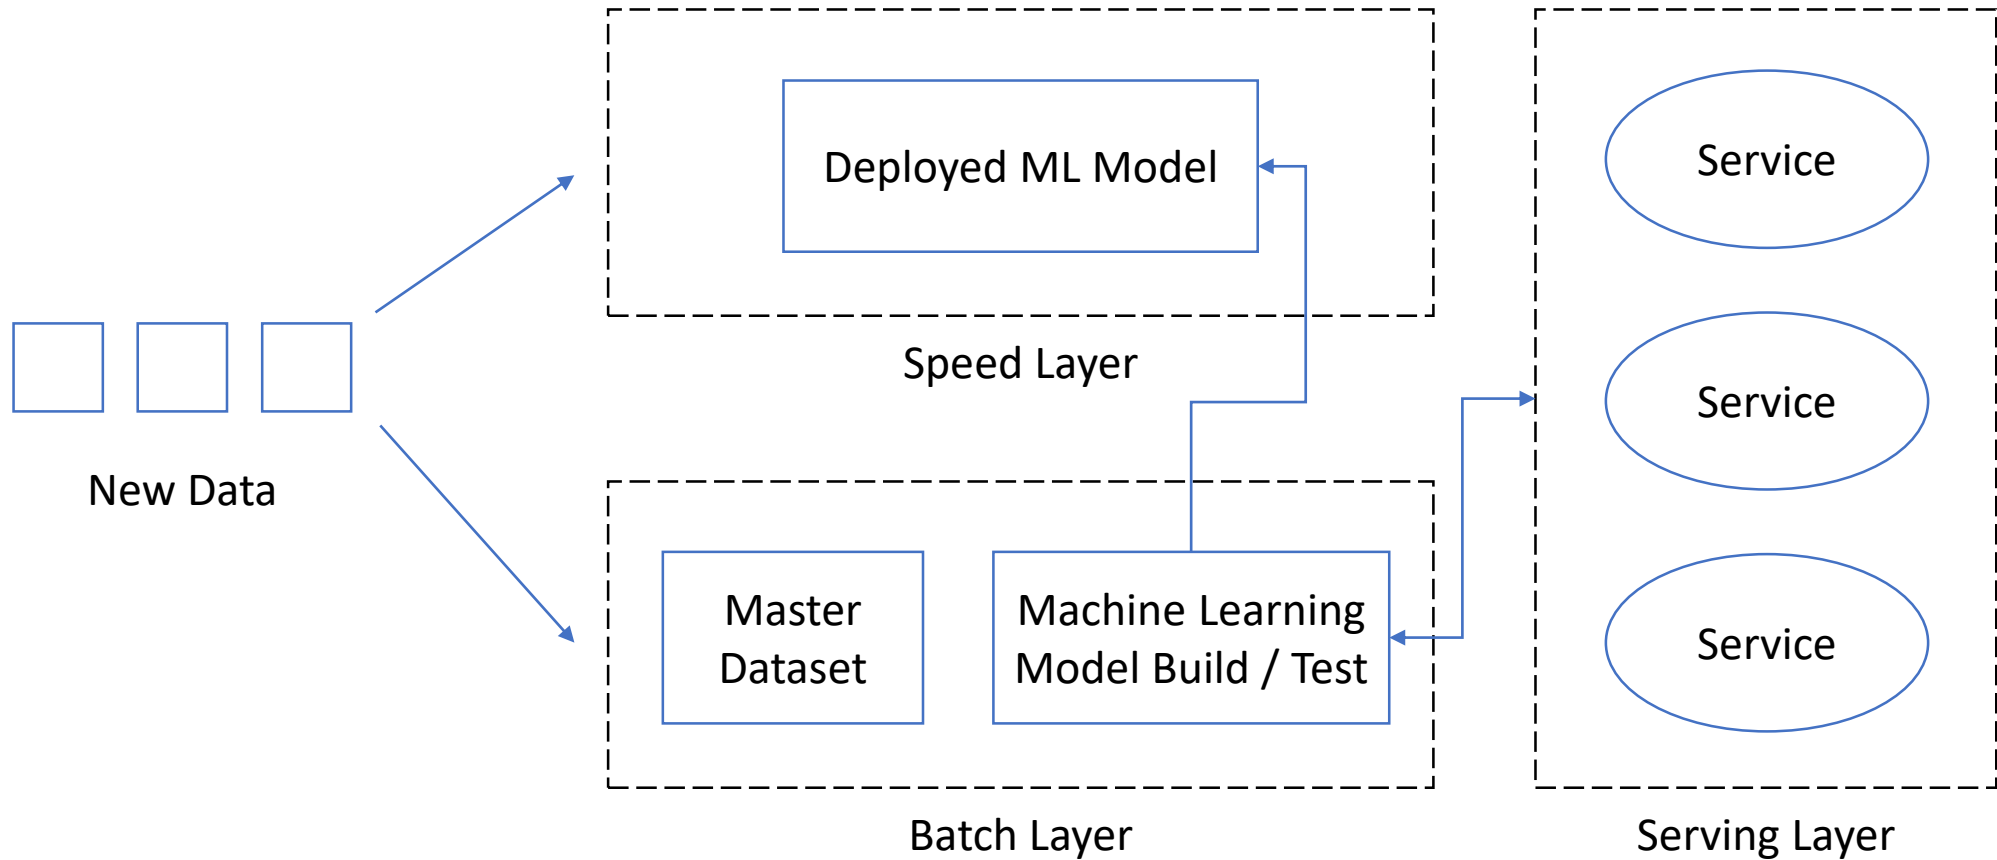 Deployed ML Model
Speed Layer
New Data
Master
Dataset
Machine Learning
Model Build / Test
Batch Layer
Service
Service
Service
Serving Layer